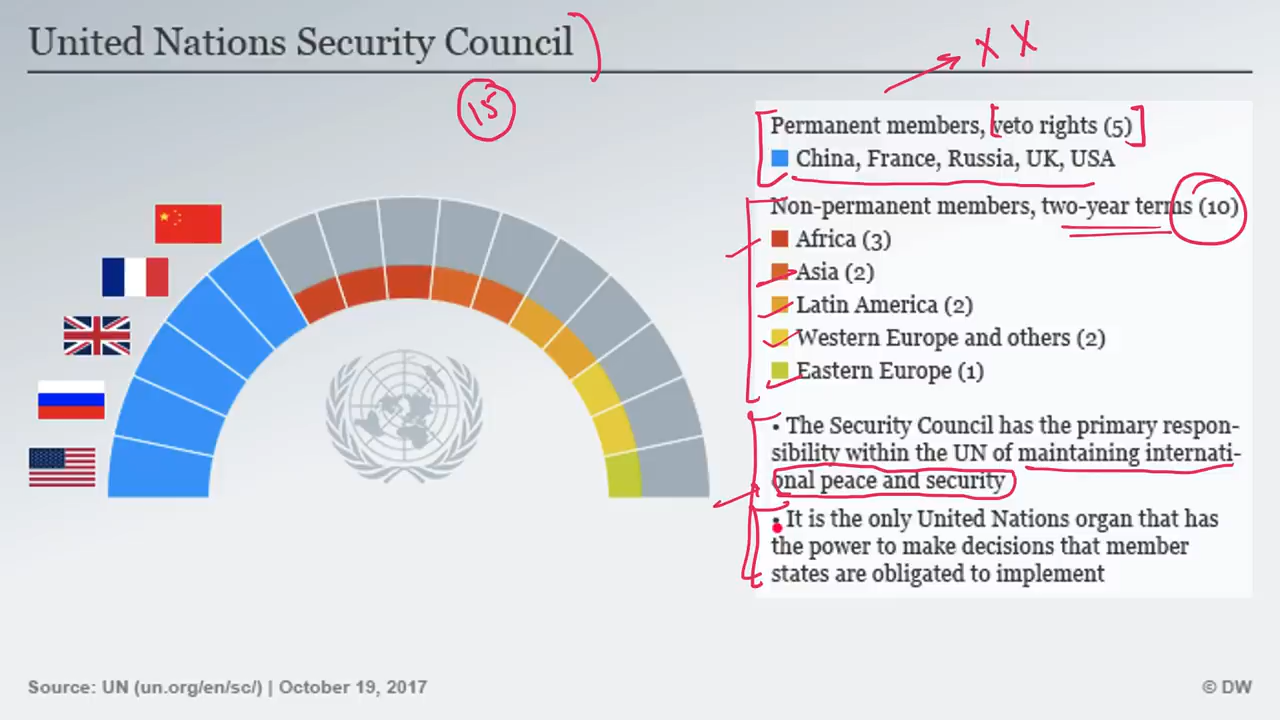 United Nations Security Council
15
X X
Permanent members, veto rights (5)
China, France, Russia, UK, USA
Non-permanent members, two-year terms (10)
Africa (3)
Asia (2)
Latin America (2)
Western Europe and others (2)
Eastern Europe (1)
• The Security Council has the primary respon-
sibility within the UN of maintaining internati-
onal peace and security
• It is the only United Nations organ that has
the power to make decisions that member
states are obligated to implement
Source: UN (un.org/en/sc/) | October 19, 2017
© DW